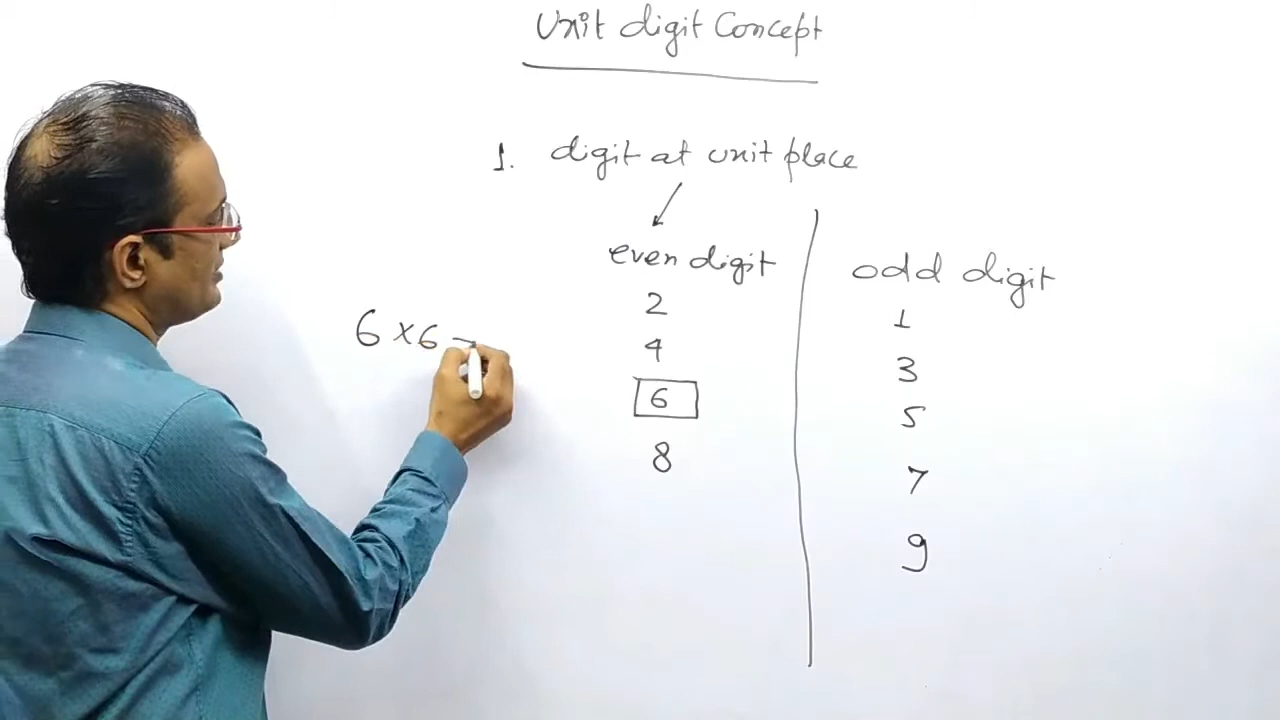 Unit digit Concept
1. digit at unit place
even digit
2
4
6
8
odd digit
1
3
5
7
9
6 × 6 =